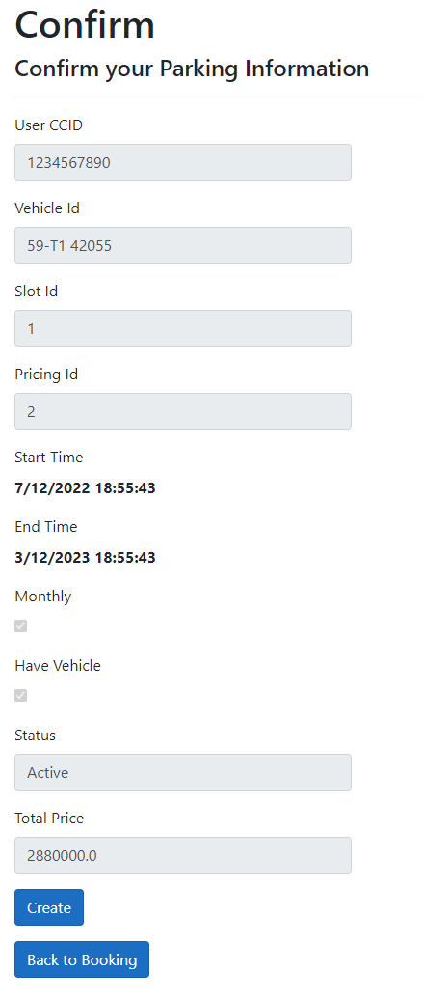 Confirm
Confirm your Parking Information
User CCID
1234567890
Vehicle Id
59-T1 42055
Slot Id
1
Pricing Id
2
Start Time
7/12/2022 18:55:43
End Time
3/12/2023 18:55:43
Monthly
Have Vehicle
Status
Active
Total Price
2880000.0
Create
Back to Booking